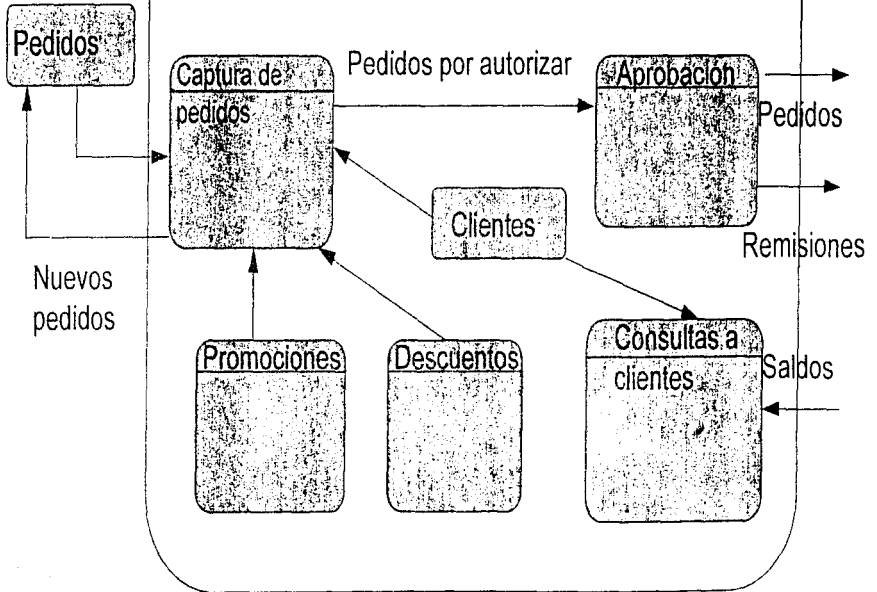 Pedidos
Captura de
pedidos
Pedidos por autorizar
Aprobación
Pedidos
Clientes
Remisiones
Nuevos
pedidos
Promociones
Descuentos
Consultas a
clientes
Saldos